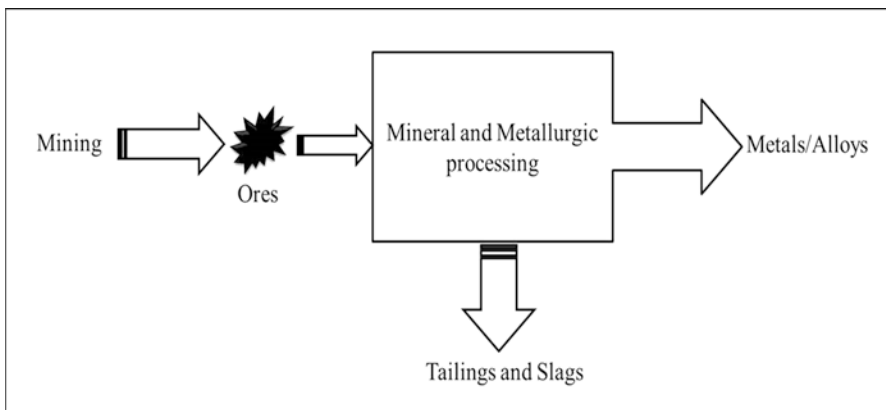 Mining
Ores
Mineral and Metallurgic
processing
Metals/Alloys
Tailings and Slags